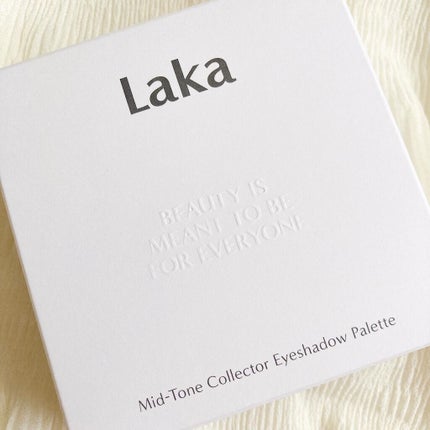 Laka
BEAUTY IS
MEANT TO BE
FOR EVERYONE
Mid-Tone Collector Eyeshadow Palette